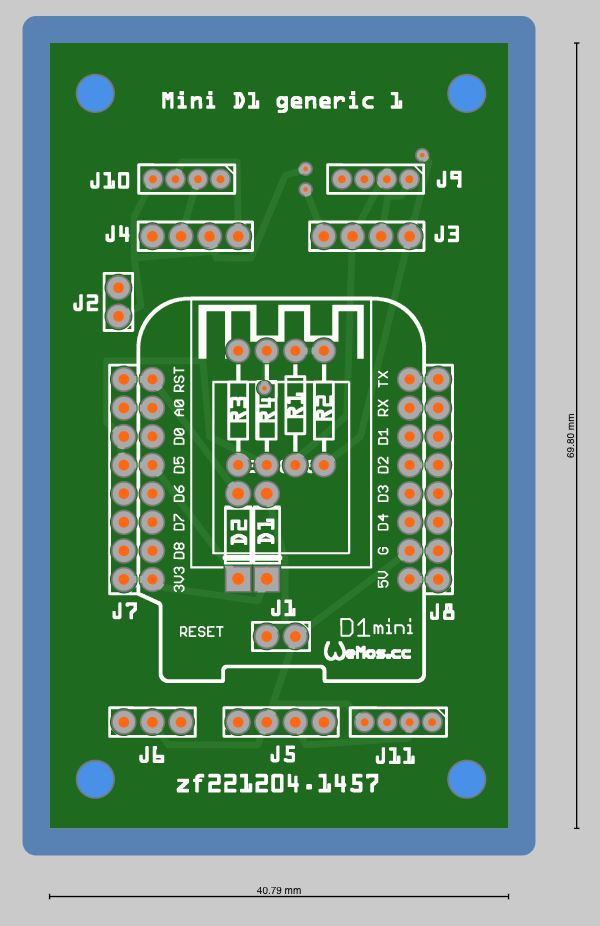 Mini D1 generic 1
J10
J9
J4
J3
J2
RST
A0
D0
D5
D6
D7
D8
3V3
TX
RX
D1
D2
D3
D4
G
5V
R3
R4
R1
R2
D2
D1
J7
J8
J1
RESET
D1 mini
WeMos.cc
J6
J5
J11
zf221204.1457
69.80 mm
40.79 mm